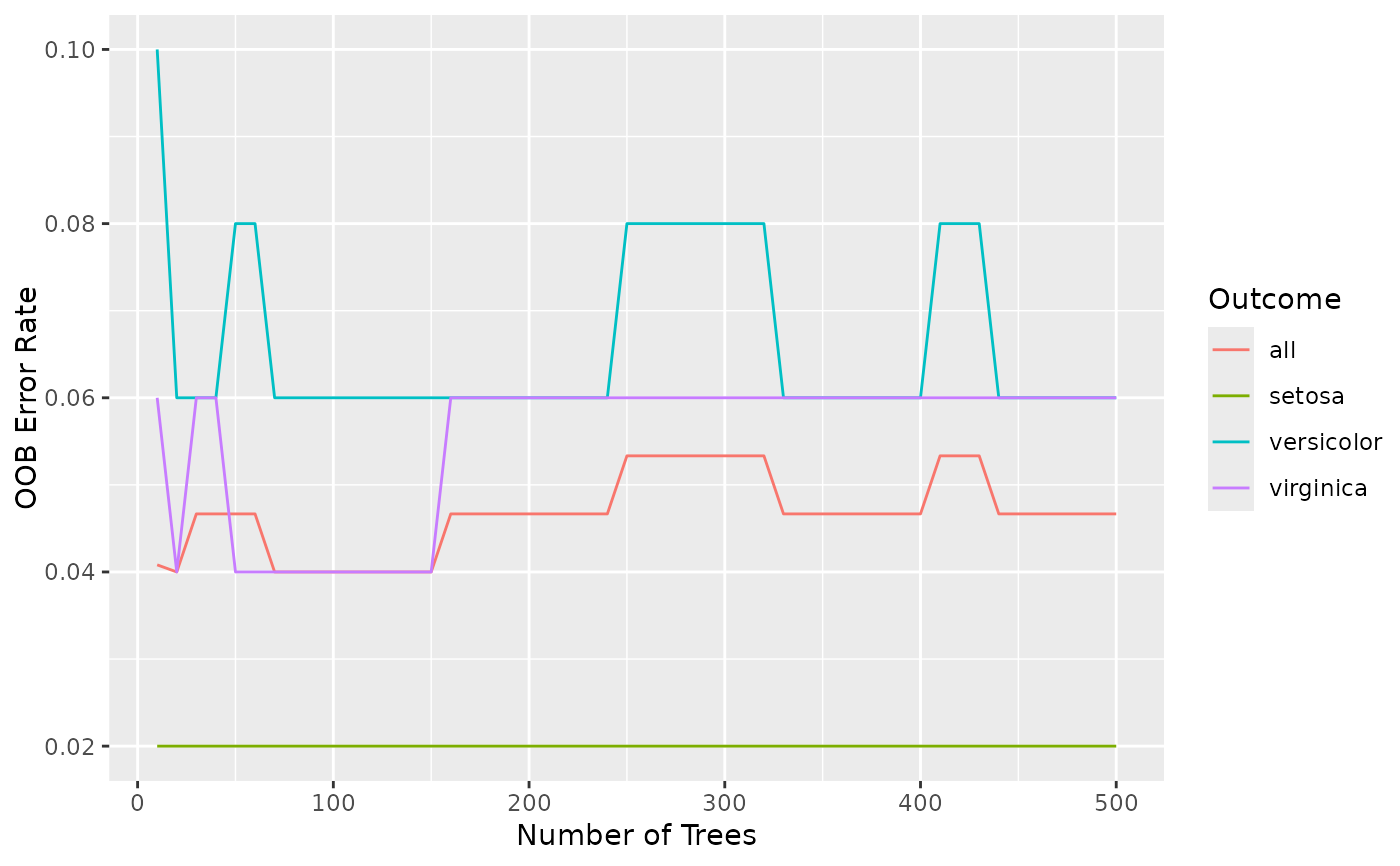 0.10
0.08
0.06
0.04
0.02
OOB Error Rate
0 100 200 300 400 500
Number of Trees
Outcome
all
setosa
versicolor
virginica